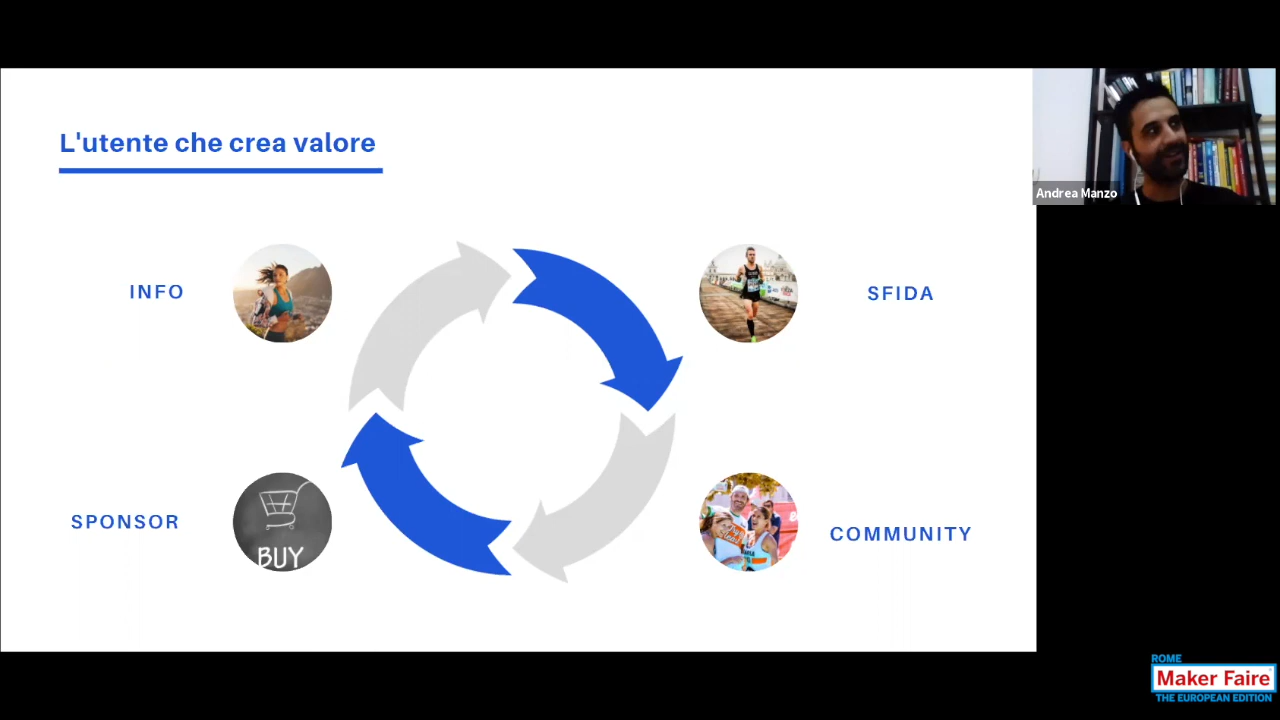 L'utente che crea valore
Andrea Manzo
INFO
SFIDA
SPONSOR
BUY
COMMUNITY
ROME
Maker Faire
THE EUROPEAN EDITION